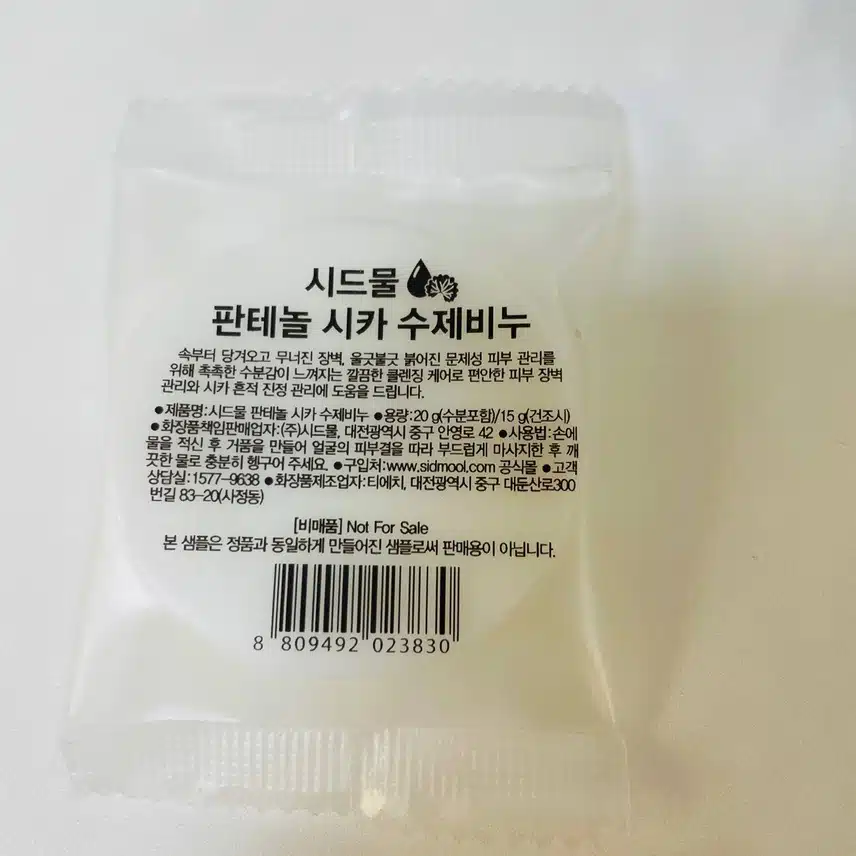 시드물
판테놀 시카 수제비누
속부터 당겨오고 무너진 장벽, 울긋불긋 붉어진 문제성 피부 관리를
위해 촉촉한 수분감이 느껴지는 깔끔한 클렌징 케어로 편안한 피부 장벽
관리와 시카 흔적 진정 관리에 도움을 드립니다.
●제품명:시드물 판테놀 시카 수제비누 ●용량:20 g(수분포함)/15 g(건조시)
●화장품책임판매업자:(주)시드물, 대전광역시 중구 안영로 42 ●사용법:손에
물을 적신 후 거품을 만들어 얼굴의 피부결을 따라 부드럽게 마사지한 후 깨
끗한 물로 충분히 헹구어 주세요. ●구입처:www.sidmool.com 공식몰 ●고객
상담실:1577-9638 ●화장품제조업자:티에치, 대전광역시 중구 대둔산로300
번길 83-20(사정동)
[비매품] Not For Sale
본 샘플은 정품과 동일하게 만들어진 샘플로써 판매용이 아닙니다.
8 809492 023830